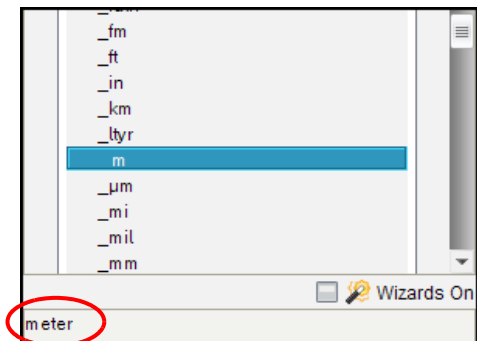 _fm
_ft
_in
_km
_ltyr
_m
_µm
_mi
_mil
_mm
Wizards On
meter